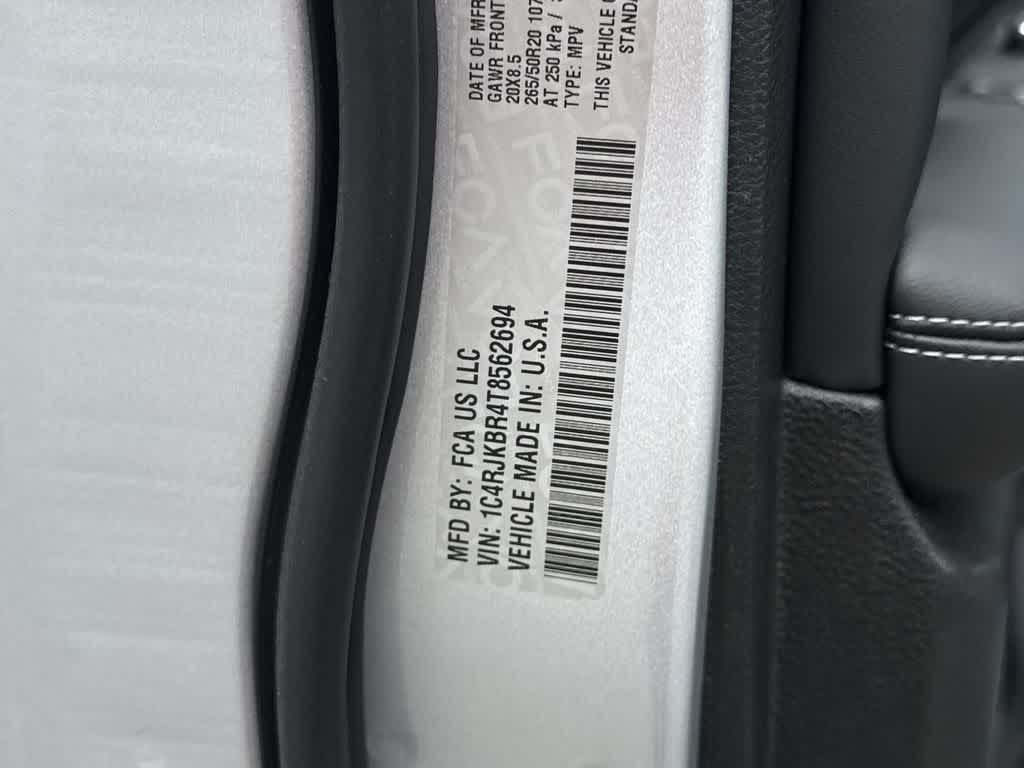 MFD BY: FCA US LLC
VIN: 1C4RJKBR4T8562694
VEHICLE MADE IN: U.S.A.
DATE OF MFR
GAWR FRONT
20X8.5
265/50R20 107
AT 250 kPa /
TYPE: MPV
THIS VEHICLE
STANDA